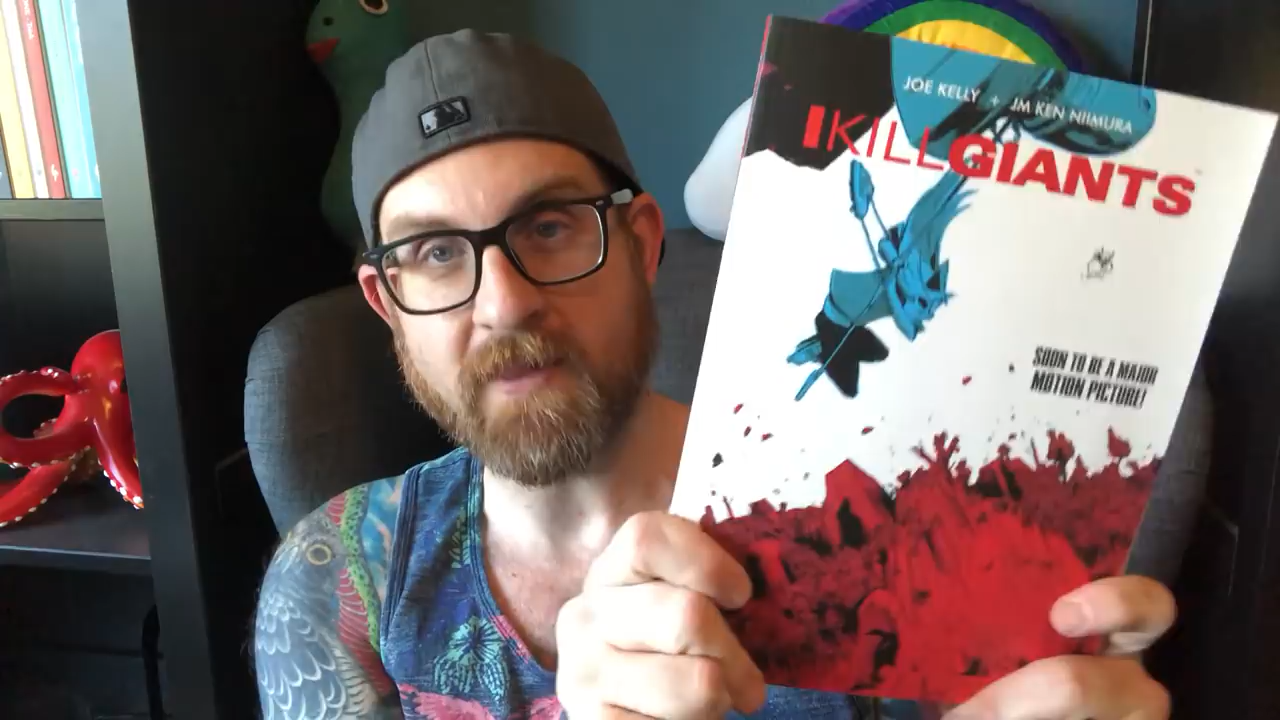 JOE KELLY + JM KEN NIIMURA
I KILL GIANTS
SOON TO BE A MAJOR
MOTION PICTURE!